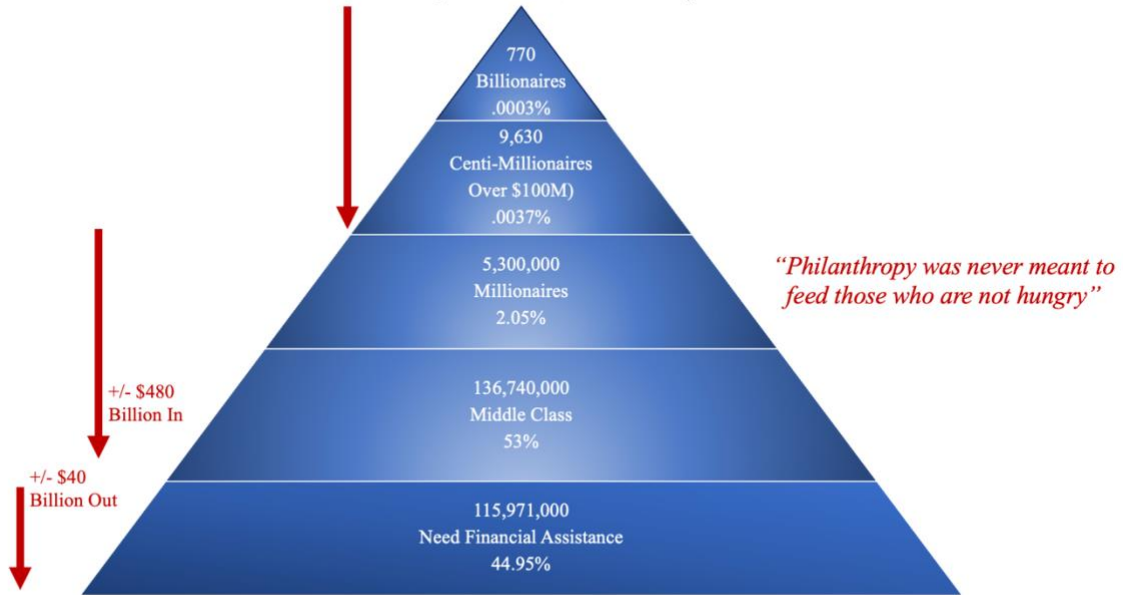 770
Billionaires
.0003%
9,630
Centi-Millionaires
Over $100M)
.0037%
5,300,000
Millionaires
2.05%
“Philanthropy was never meant to
feed those who are not hungry”
136,740,000
Middle Class
53%
+/- $480
Billion In
+/- $40
Billion Out
115,971,000
Need Financial Assistance
44.95%